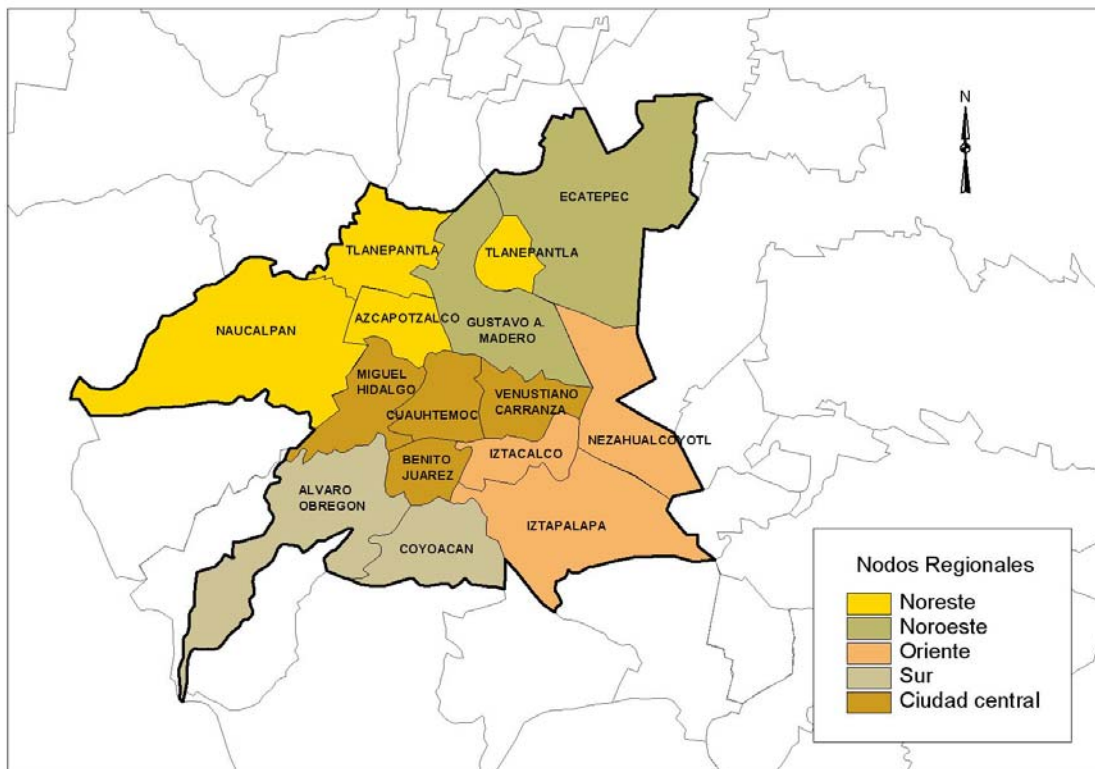 N
ECATEPEC
TLANEPANTLA
TLANEPANTLA
NAUCALPAN
AZCAPOTZALCO
GUSTAVO A.
MADERO
MIGUEL
HIDALGO
CUAUHTEMOC
VENUSTIANO
CARRANZA
NEZAHUALCOYOTL
IZTACALCO
BENITO
JUAREZ
ALVARO
OBREGON
IZTAPALAPA
COYOACAN
Nodos Regionales
Noreste
Noroeste
Oriente
Sur
Ciudad central